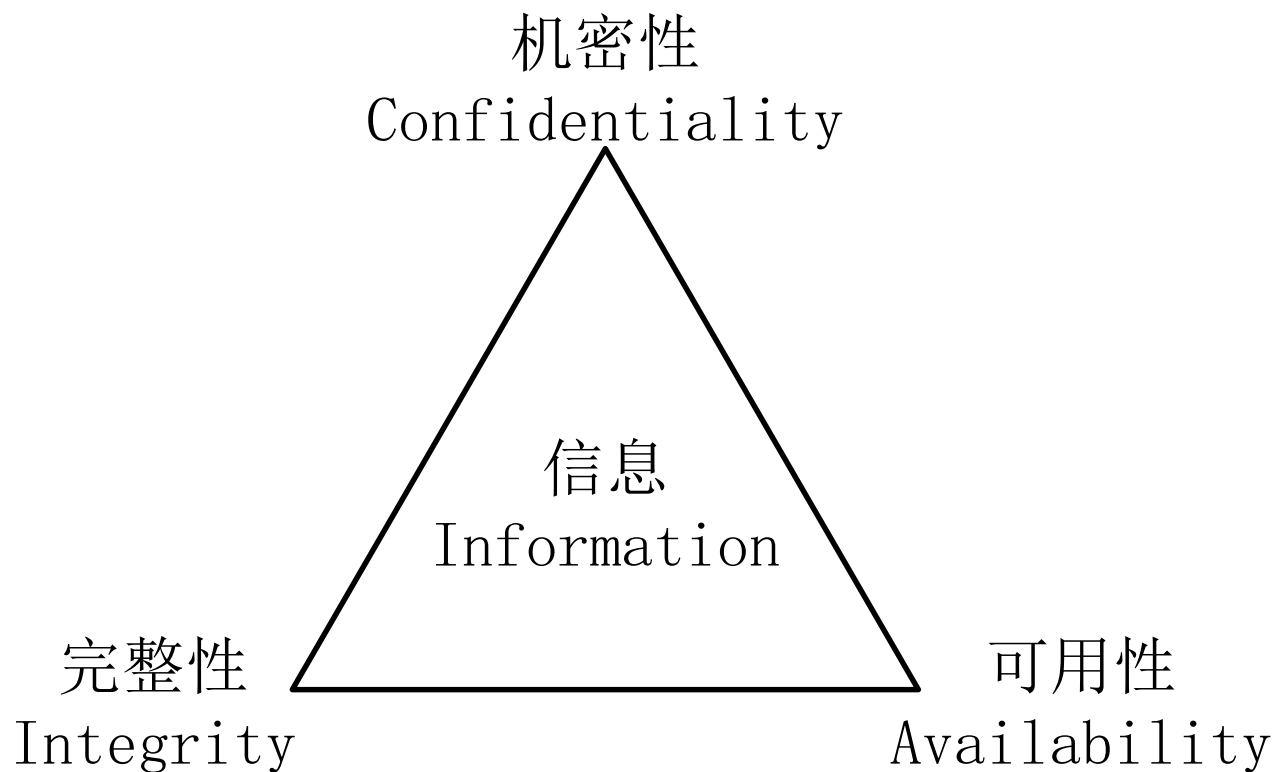 机密性
Confidentiality
信息
Information
完整性
Integrity
可用性
Availability